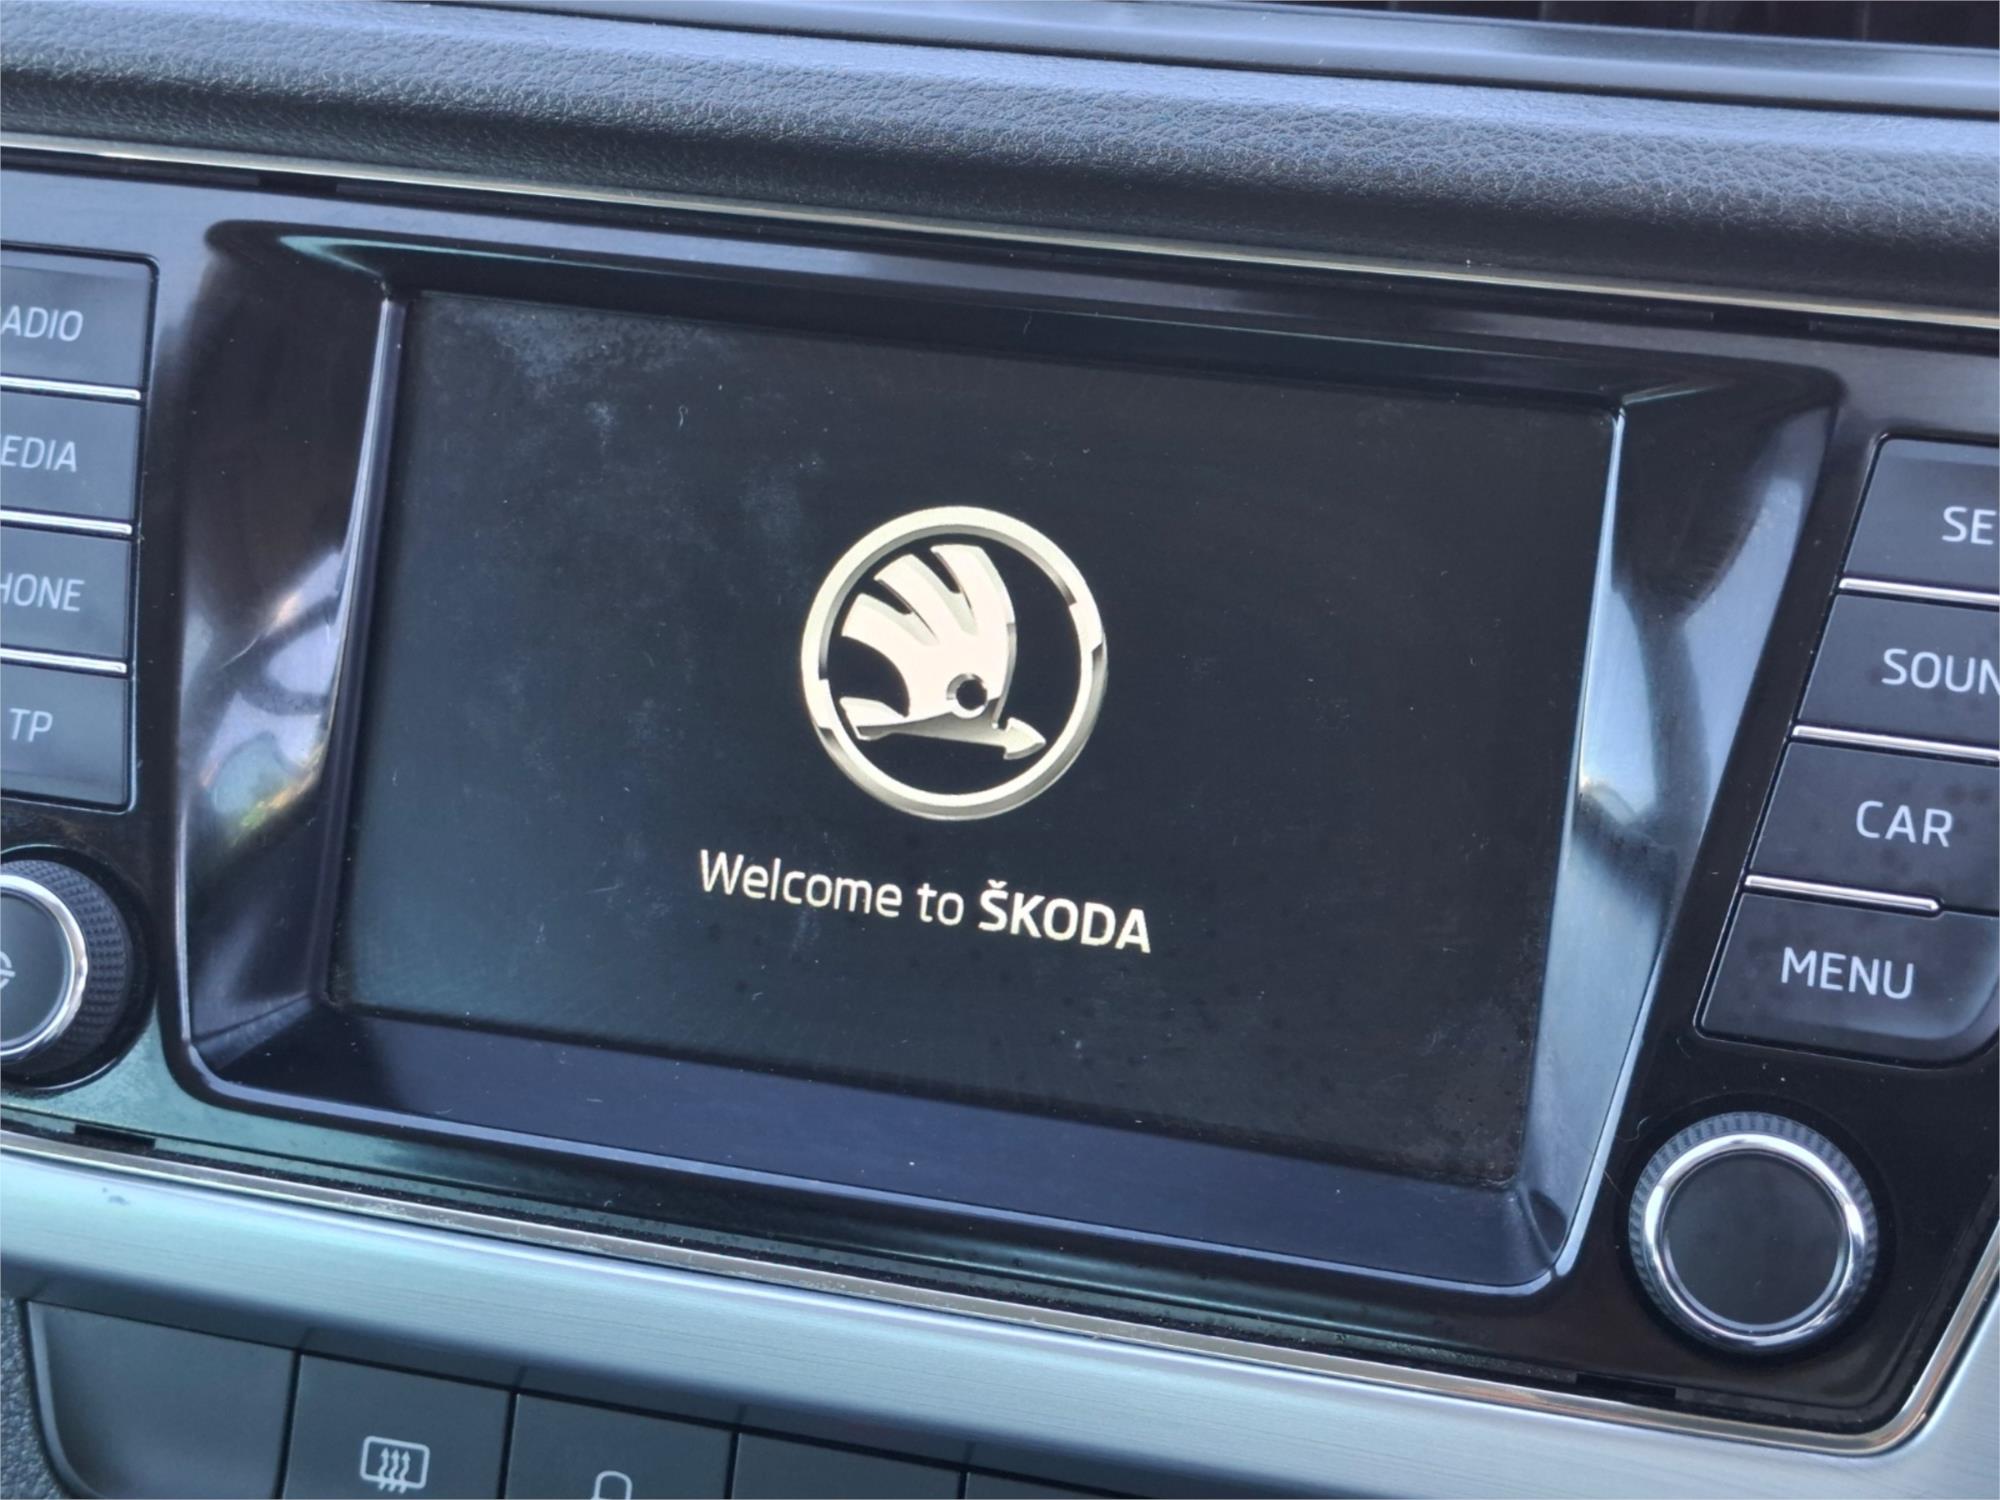 ADIO
EDIA
HONE
TP
Welcome to ŠKODA
SE
SOUN
CAR
MENU